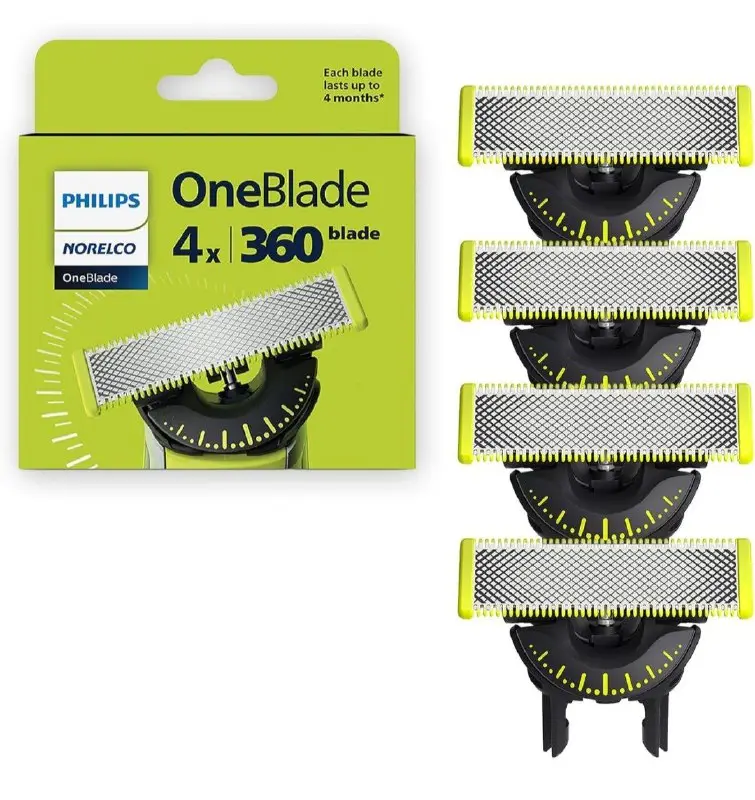 Each blade
lasts up to
4 months*
PHILIPS
NORELCO
OneBlade
OneBlade
4x | 360 blade